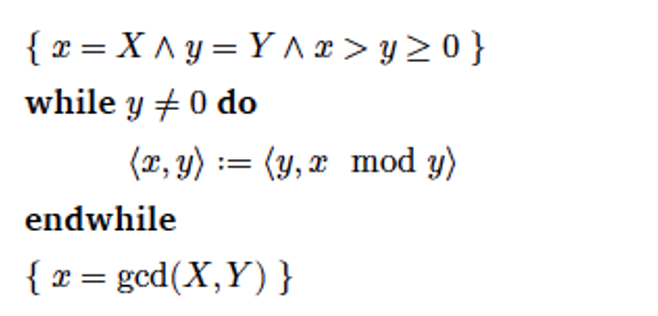 { x = X ∧ y = Y ∧ x > y ≥ 0 }
while y ≠ 0 do
⟨x, y⟩ := ⟨y, x mod y⟩
endwhile
{ x = gcd(X, Y) }